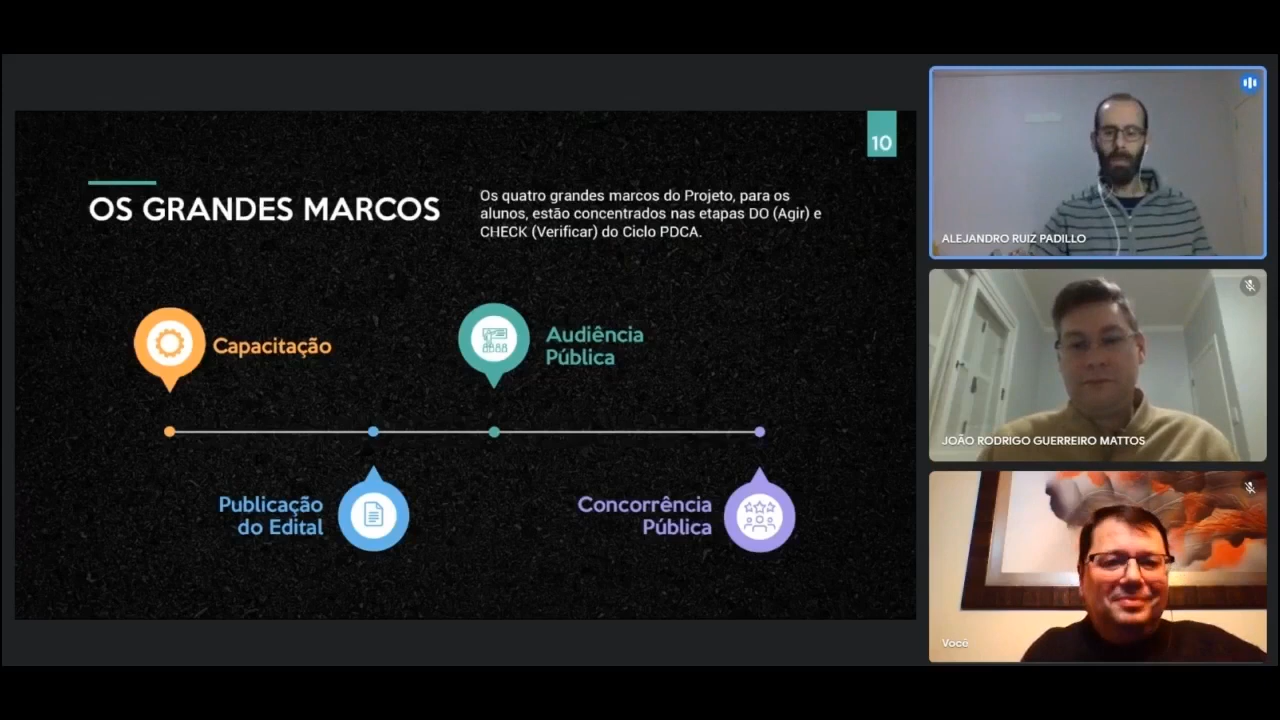 10
OS GRANDES MARCOS
Os quatro grandes marcos do Projeto, para os
alunos, estão concentrados nas etapas DO (Agir) e
CHECK (Verificar) do Ciclo PDCA.
Capacitação
Audiência
Pública
Publicação
do Edital
Concorrência
Pública
ALEJANDRO RUIZ PADILLO
JOÃO RODRIGO GUERREIRO MATTOS
Você